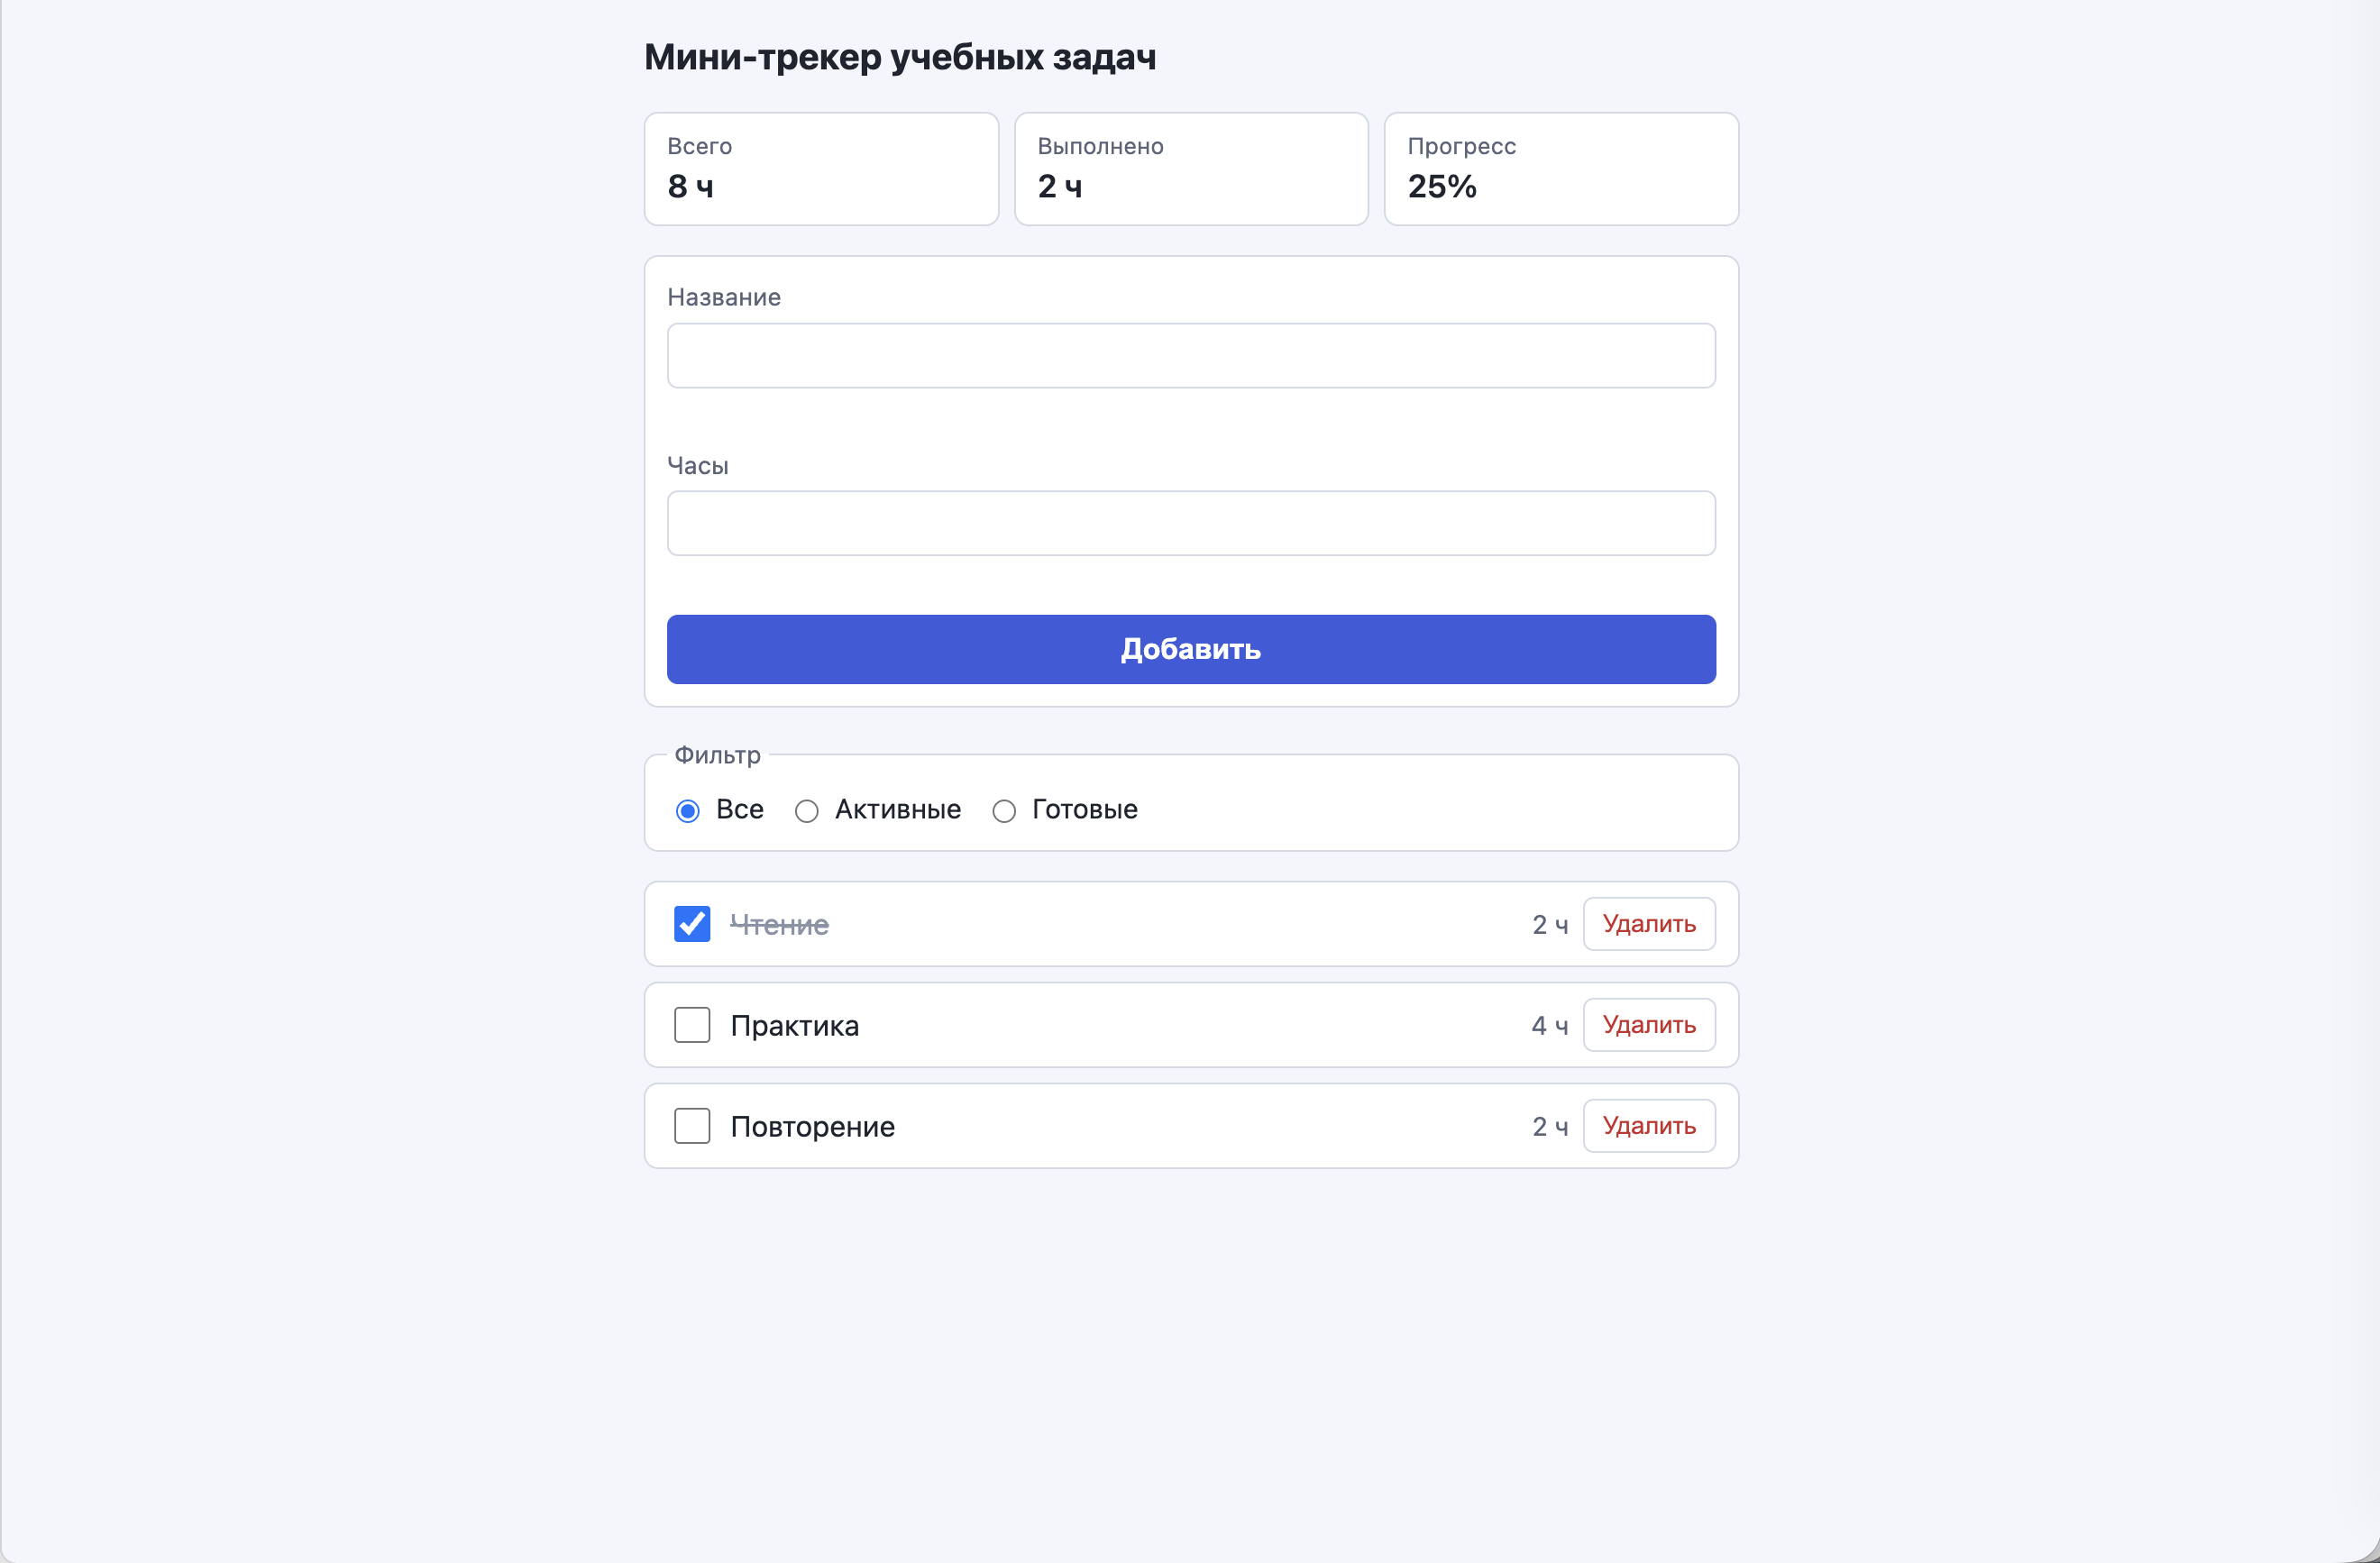 Мини-трекер учебных задач
Всего Выполнено Прогресс
8 ч 2 ч 25%
Название
Часы
Добавить
Фильтр
Все Активные Готовые
Чтение 2 ч Удалить
Практика 4 ч Удалить
Повторение 2 ч Удалить